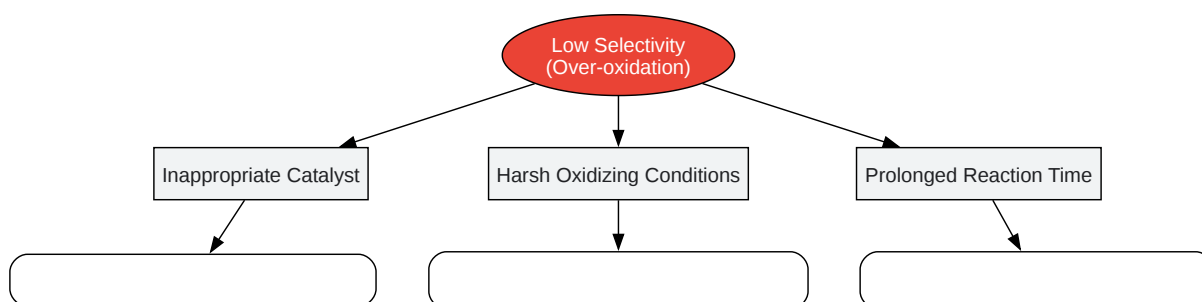 Low Selectivity
(Over-oxidation)
Inappropriate Catalyst
Harsh Oxidizing Conditions
Prolonged Reaction Time